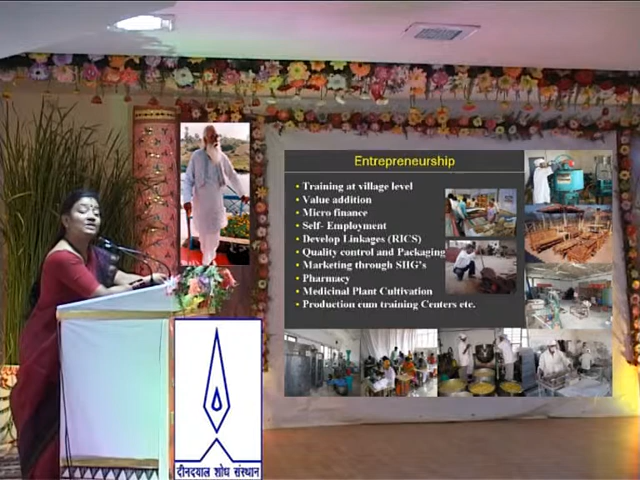 Entrepreneurship
• Training at village level
• Value addition
• Micro finance
• Self- Employment
• Develop Linkages (RICS)
• Quality control and Packaging
• Marketing through SHG's
• Pharmacy
• Medicinal Plant Cultivation
• Production cum training Centers etc.
दीनदयाल शोध संस्थान